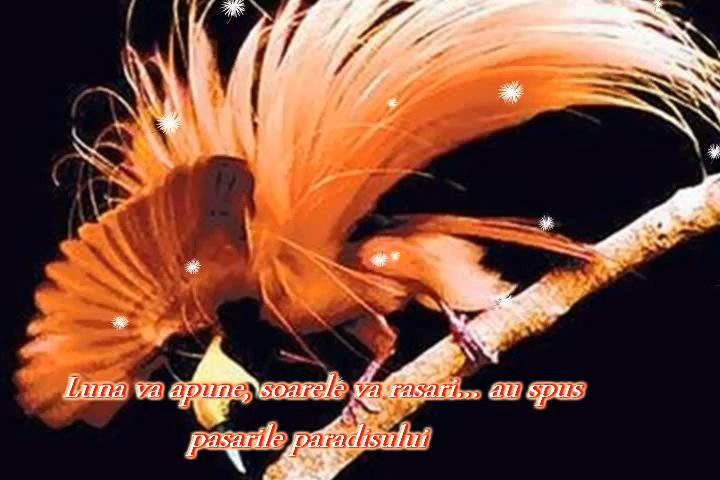 Luna va apune, soarele va rasari... au spus
pasarile paradisului